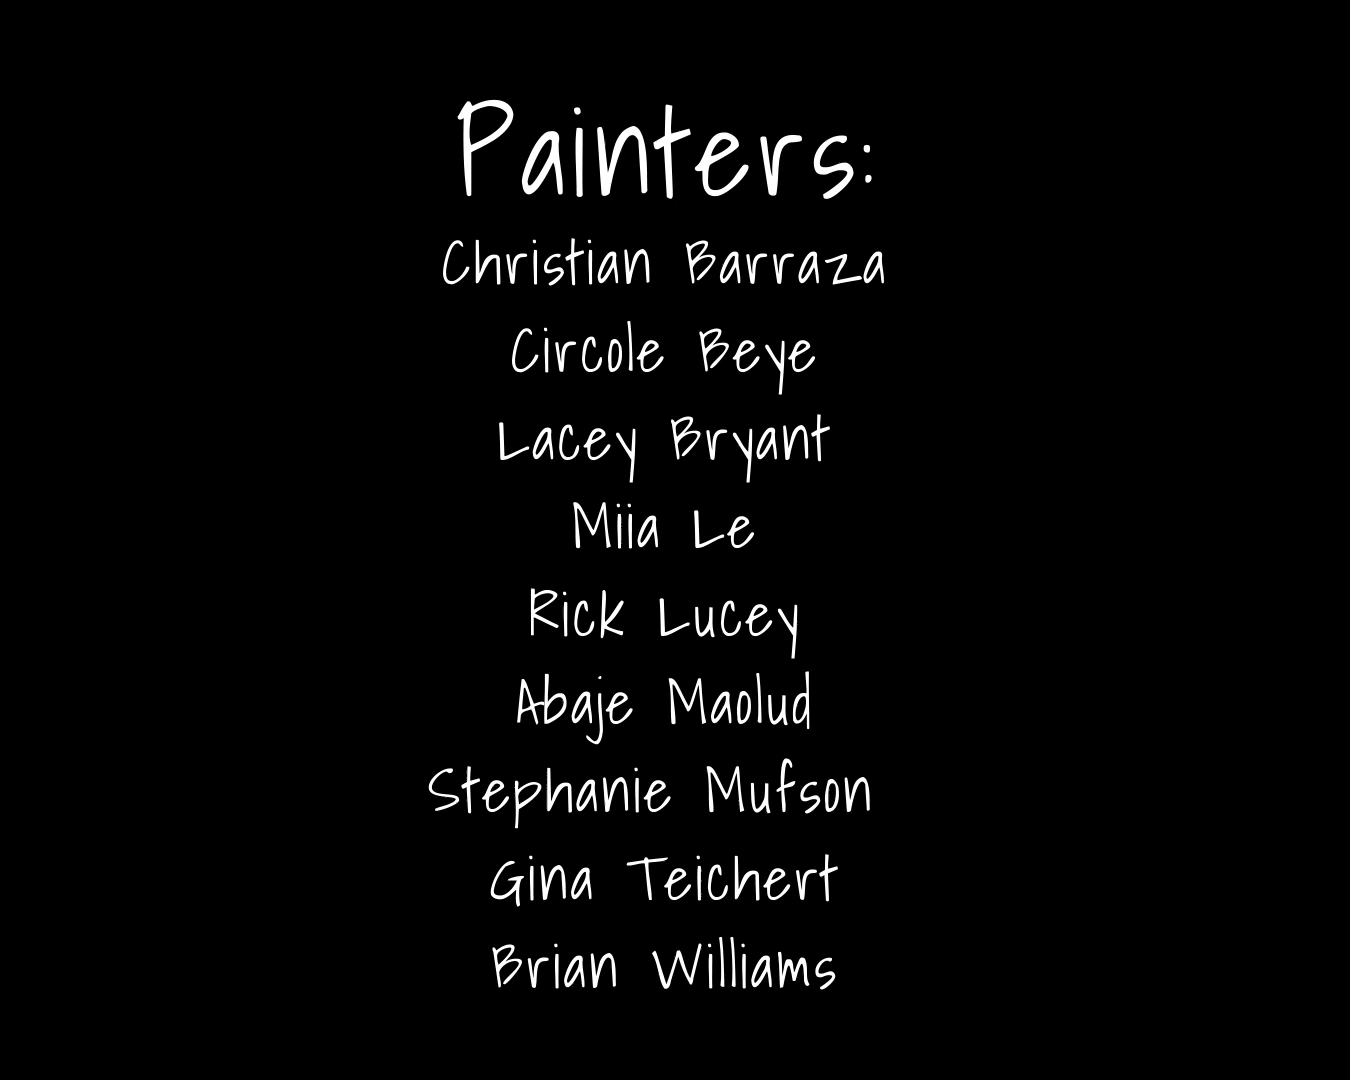 Painters:
Christian Barraza
Circole Beye
Lacey Bryant
Miia Le
Rick Lucey
Abaje Maolud
Stephanie Mufson
Gina Teichert
Brian Williams